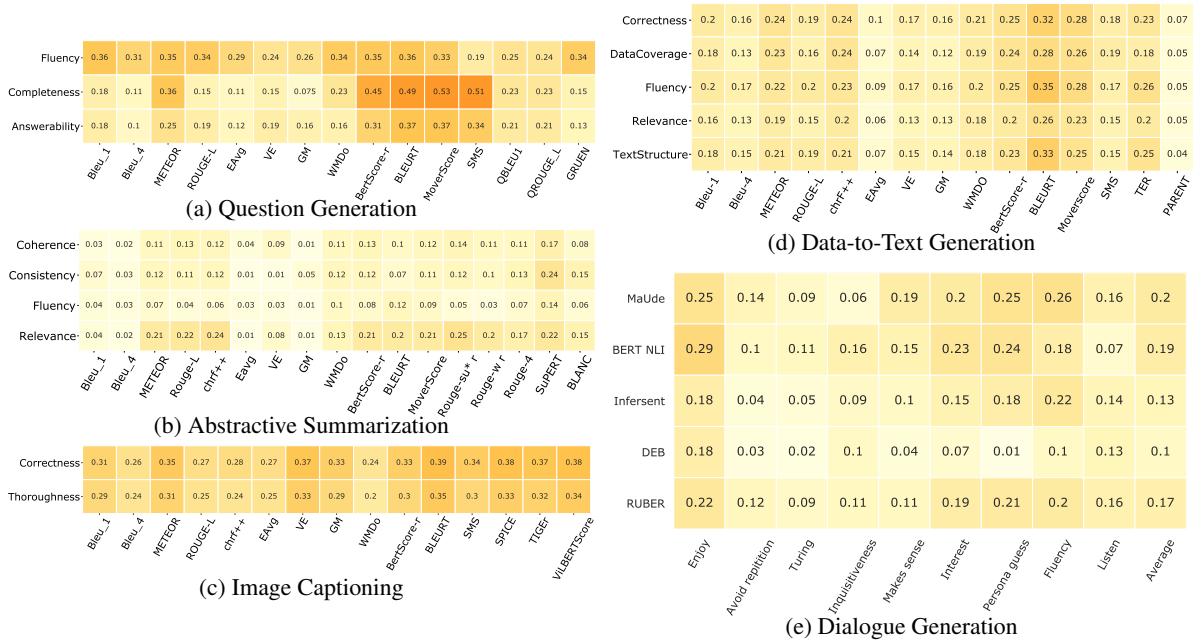 Fluency 0.36 0.31 0.35 0.34 0.29 0.24 0.26 0.34 0.35 0.36 0.33 0.19 0.25 0.24 0.34
Completeness 0.18 0.11 0.36 0.15 0.11 0.15 0.075 0.23 0.45 0.49 0.53 0.51 0.23 0.23 0.15
Answerability 0.18 0.1 0.25 0.19 0.12 0.13 0.16 0.16 0.31 0.37 0.37 0.34 0.21 0.21 0.13
Bleu_1 Bleu_4 METEOR ROUGE-L EAvg VE GM WMDo BertScore-r BLEURT MoverScore SMS QBLEU1 QROUGE_L GRUEN
(a) Question Generation
Coherence 0.03 0.02 0.11 0.13 0.12 0.04 0.09 0.01 0.11 0.13 0.1 0.12 0.14 0.11 0.11 0.17 0.08
Consistency 0.07 0.03 0.12 0.11 0.12 0.01 0.01 0.05 0.12 0.12 0.07 0.11 0.12 0.1 0.13 0.24 0.15
Fluency 0.04 0.03 0.07 0.04 0.06 0.03 0.03 0.01 0.1 0.08 0.12 0.09 0.05 0.03 0.07 0.14 0.06
Relevance 0.04 0.02 0.21 0.22 0.24 0.01 0.08 0.01 0.13 0.21 0.2 0.21 0.25 0.2 0.17 0.22 0.15
Bleu_1 Bleu_4 METEOR Rouge-L chrf++ Eavg VE GM WMDo BertScore-r BLEURT MoverScore Rouge-su* r Rouge-w r Rouge-4 SuPERT BLANC
(b) Abstractive Summarization
Correctness 0.31 0.26 0.35 0.27 0.28 0.27 0.37 0.33 0.24 0.33 0.39 0.34 0.38 0.37 0.38
Thoroughness 0.29 0.24 0.31 0.25 0.24 0.25 0.33 0.29 0.2 0.3 0.35 0.3 0.33 0.32 0.34
Bleu_1 Bleu_4 METEOR ROUGE-L chrf++ EAvg VE GM WMDo BertScore-r BLEURT SMS SPICE TIGEr ViLBERTScore
(c) Image Captioning
Correctness 0.2 0.16 0.24 0.19 0.24 0.1 0.17 0.16 0.21 0.25 0.32 0.28 0.18 0.23 0.07
DataCoverage 0.18 0.13 0.23 0.16 0.24 0.07 0.14 0.12 0.19 0.24 0.28 0.26 0.19 0.18 0.05
Fluency 0.2 0.17 0.22 0.2 0.23 0.09 0.17 0.16 0.2 0.25 0.35 0.28 0.17 0.26 0.05
Relevance 0.16 0.13 0.19 0.15 0.2 0.06 0.13 0.13 0.18 0.2 0.26 0.23 0.15 0.2 0.05
TextStructure 0.18 0.15 0.21 0.19 0.21 0.07 0.15 0.14 0.18 0.23 0.33 0.25 0.15 0.25 0.04
Bleu-1 Bleu-4 METEOR ROUGE-L chrF++ EAvg VE GM WMDO BertScore-r BLEURT Moverscore SMS TER PARENT
(d) Data-to-Text Generation
MaUde 0.25 0.14 0.09 0.06 0.19 0.2 0.25 0.26 0.16 0.2
BERT NLI 0.29 0.1 0.11 0.16 0.15 0.23 0.24 0.18 0.07 0.19
Infersent 0.18 0.04 0.05 0.09 0.1 0.15 0.18 0.22 0.14 0.13
DEB 0.18 0.03 0.02 0.1 0.04 0.07 0.01 0.1 0.13 0.1
RUBER 0.22 0.12 0.09 0.11 0.11 0.19 0.21 0.2 0.16 0.17
Enjoy Avoid repitition Turing Inquisitiveness Makes sense Interest Persona guess Fluency Listen Average
(e) Dialogue Generation